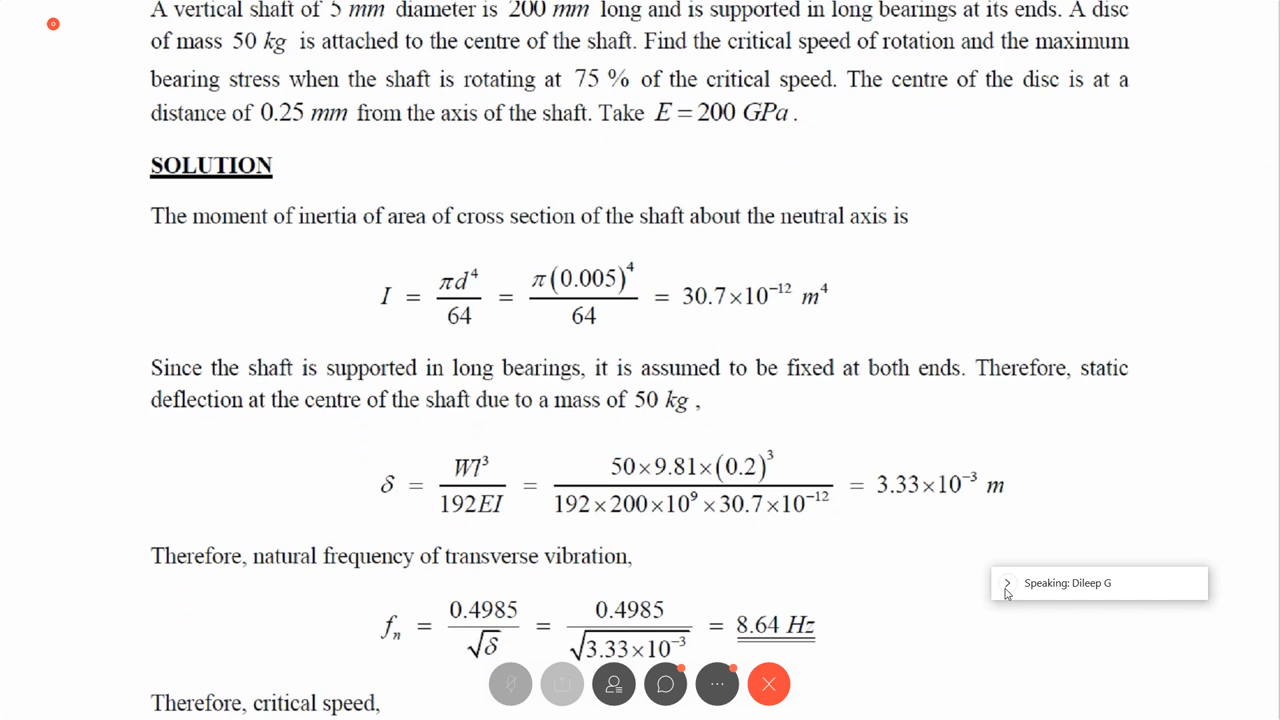 A vertical shaft of 5 mm diameter is 200 mm long and is supported in long bearings at its ends. A disc
of mass 50 kg is attached to the centre of the shaft. Find the critical speed of rotation and the maximum
bearing stress when the shaft is rotating at 75 % of the critical speed. The centre of the disc is at a
distance of 0.25 mm from the axis of the shaft. Take E = 200 GPa .
SOLUTION
The moment of inertia of area of cross section of the shaft about the neutral axis is
I = πd⁴/64 = π(0.005)⁴/64 = 30.7×10⁻¹² m⁴
Since the shaft is supported in long bearings, it is assumed to be fixed at both ends. Therefore, static
deflection at the centre of the shaft due to a mass of 50 kg ,
δ = Wl³/192EI = 50×9.81×(0.2)³/192×200×10⁹×30.7×10⁻¹² = 3.33×10⁻³ m
Therefore, natural frequency of transverse vibration,
fₙ = 0.4985/√δ = 0.4985/√3.33×10⁻³ = 8.64 Hz
Speaking: Dileep G
Therefore, critical speed,